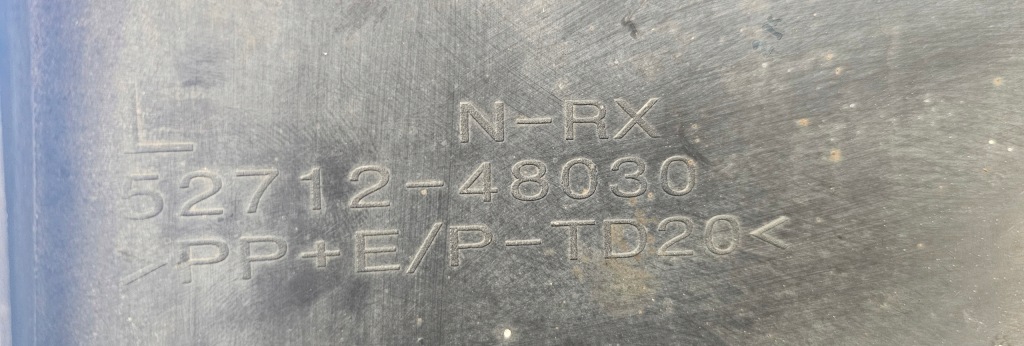 L N-RX
52712-48030
>PP+E/P-TD20<